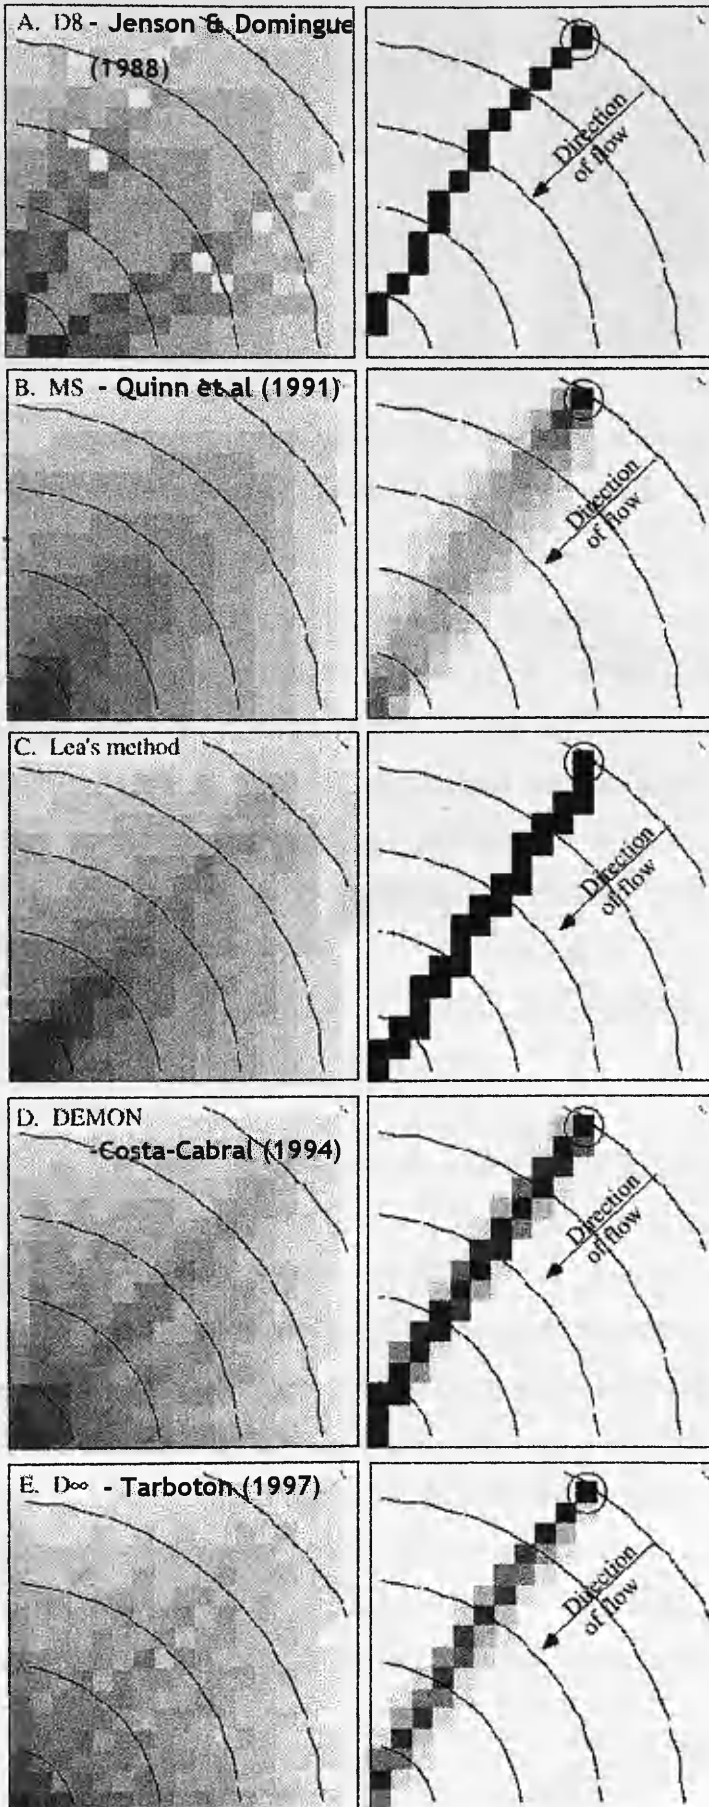 A. D8 - Jenson & Domingue
(1988)
Direction
of flow
B. MS - Quinn et al (1991)
Direction
of flow
C. Lea's method
Direction
of flow
D. DEMON
-Costa-Cabral (1994)
Direction
of flow
E. D∞ - Tarboton (1997)
Direction
of flow